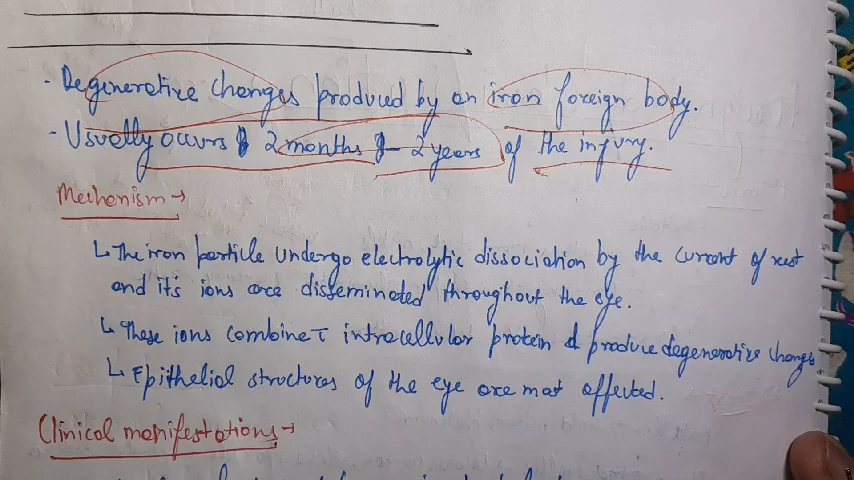 - Degenerative changes produced by an iron foreign body.
- Usually occurs 2 months - 2 years of the injury.
Mechanism →
↳ The iron particle undergo electrolytic dissociation by the current of rest
and its ions are disseminated throughout the eye.
↳ These ions combine c̅ intracellular protein & produce degenerative changes
↳ Epithelial structures of the eye are most affected.
Clinical manifestations →